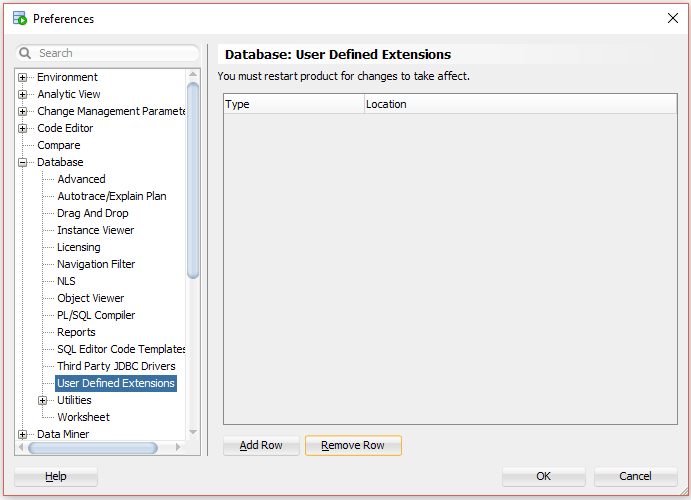 Preferences
Search
Environment
Analytic View
Change Management Paramete
Code Editor
Compare
Database
Advanced
Autotrace/Explain Plan
Drag And Drop
Instance Viewer
Licensing
Navigation Filter
NLS
Object Viewer
PL/SQL Compiler
Reports
SQL Editor Code Templates
Third Party JDBC Drivers
User Defined Extensions
Utilities
Worksheet
Data Miner
Database: User Defined Extensions
You must restart product for changes to take affect.
Type Location
Add Row Remove Row
Help OK Cancel